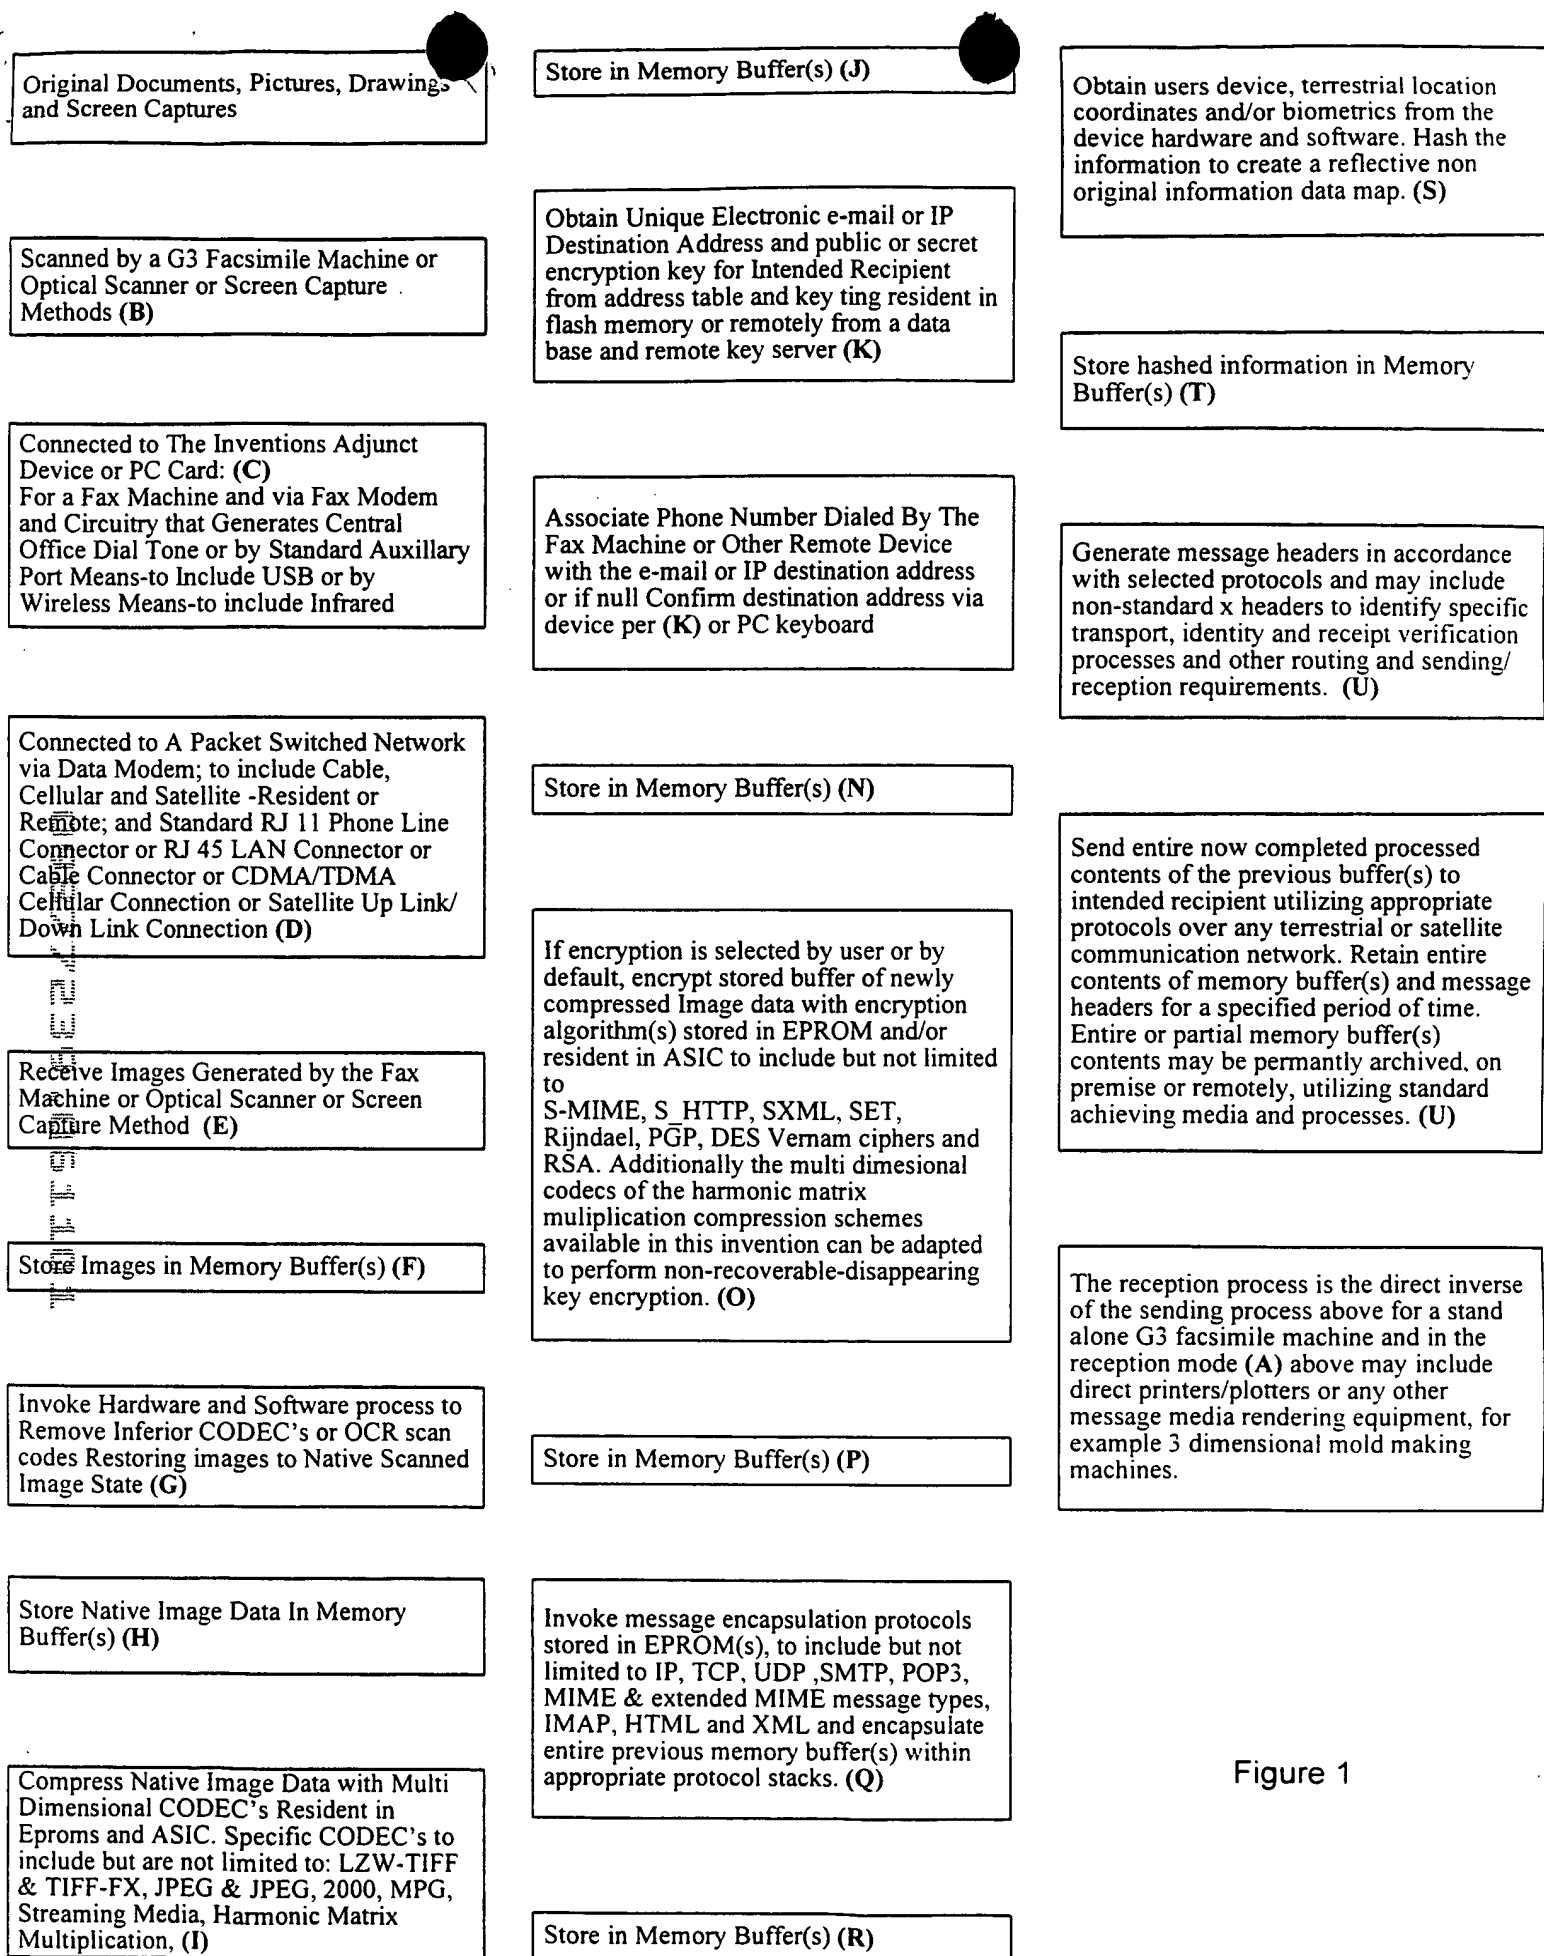 Original Documents, Pictures, Drawings
and Screen Captures
Scanned by a G3 Facsimile Machine or
Optical Scanner or Screen Capture
Methods (B)
Connected to The Inventions Adjunct
Device or PC Card: (C)
For a Fax Machine and via Fax Modem
and Circuitry that Generates Central
Office Dial Tone or by Standard Auxillary
Port Means-to Include USB or by
Wireless Means-to include Infrared
Connected to A Packet Switched Network
via Data Modem; to include Cable,
Cellular and Satellite -Resident or
Remote; and Standard RJ 11 Phone Line
Connector or RJ 45 LAN Connector or
Cable Connector or CDMA/TDMA
Cellular Connection or Satellite Up Link/
Down Link Connection (D)
Receive Images Generated by the Fax
Machine or Optical Scanner or Screen
Capture Method (E)
Store Images in Memory Buffer(s) (F)
Invoke Hardware and Software process to
Remove Inferior CODEC's or OCR scan
codes Restoring images to Native Scanned
Image State (G)
Store Native Image Data In Memory
Buffer(s) (H)
Compress Native Image Data with Multi
Dimensional CODEC's Resident in
Eproms and ASIC. Specific CODEC's to
include but are not limited to: LZW-TIFF
& TIFF-FX, JPEG & JPEG, 2000, MPG,
Streaming Media, Harmonic Matrix
Multiplication, (I)
Store in Memory Buffer(s) (J)
Obtain Unique Electronic e-mail or IP
Destination Address and public or secret
encryption key for Intended Recipient
from address table and key ting resident in
flash memory or remotely from a data
base and remote key server (K)
Associate Phone Number Dialed By The
Fax Machine or Other Remote Device
with the e-mail or IP destination address
or if null Confirm destination address via
device per (K) or PC keyboard
Store in Memory Buffer(s) (N)
If encryption is selected by user or by
default, encrypt stored buffer of newly
compressed Image data with encryption
algorithm(s) stored in EPROM and/or
resident in ASIC to include but not limited
to
S-MIME, S_HTTP, SXML, SET,
Rijndael, PGP, DES Vernam ciphers and
RSA. Additionally the multi dimesional
codecs of the harmonic matrix
muliplication compression schemes
available in this invention can be adapted
to perform non-recoverable-disappearing
key encryption. (O)
Store in Memory Buffer(s) (P)
Invoke message encapsulation protocols
stored in EPROM(s), to include but not
limited to IP, TCP, UDP ,SMTP, POP3,
MIME & extended MIME message types,
IMAP, HTML and XML and encapsulate
entire previous memory buffer(s) within
appropriate protocol stacks. (Q)
Store in Memory Buffer(s) (R)
Obtain users device, terrestrial location
coordinates and/or biometrics from the
device hardware and software. Hash the
information to create a reflective non
original information data map. (S)
Store hashed information in Memory
Buffer(s) (T)
Generate message headers in accordance
with selected protocols and may include
non-standard x headers to identify specific
transport, identity and receipt verification
processes and other routing and sending/
reception requirements. (U)
Send entire now completed processed
contents of the previous buffer(s) to
intended recipient utilizing appropriate
protocols over any terrestrial or satellite
communication network. Retain entire
contents of memory buffer(s) and message
headers for a specified period of time.
Entire or partial memory buffer(s)
contents may be permantly archived, on
premise or remotely, utilizing standard
achieving media and processes. (U)
The reception process is the direct inverse
of the sending process above for a stand
alone G3 facsimile machine and in the
reception mode (A) above may include
direct printers/plotters or any other
message media rendering equipment, for
example 3 dimensional mold making
machines.
Figure 1